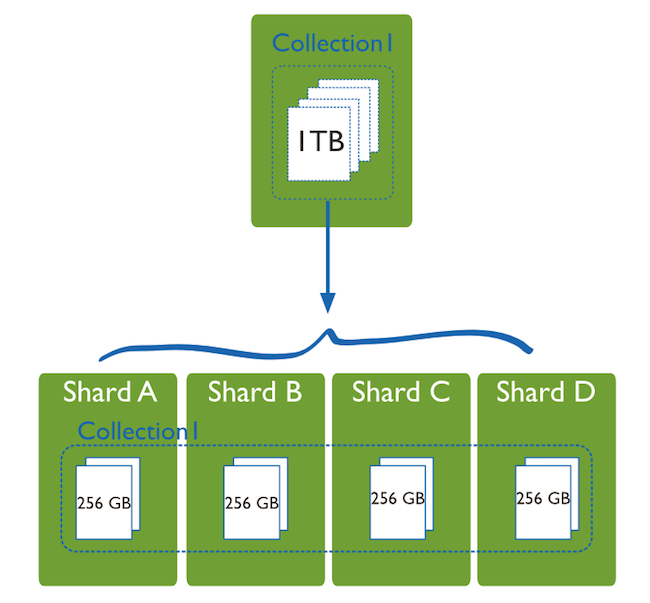 Collection1
1TB
Shard A
Shard B
Shard C
Shard D
Collection1
256 GB
256 GB
256 GB
256 GB